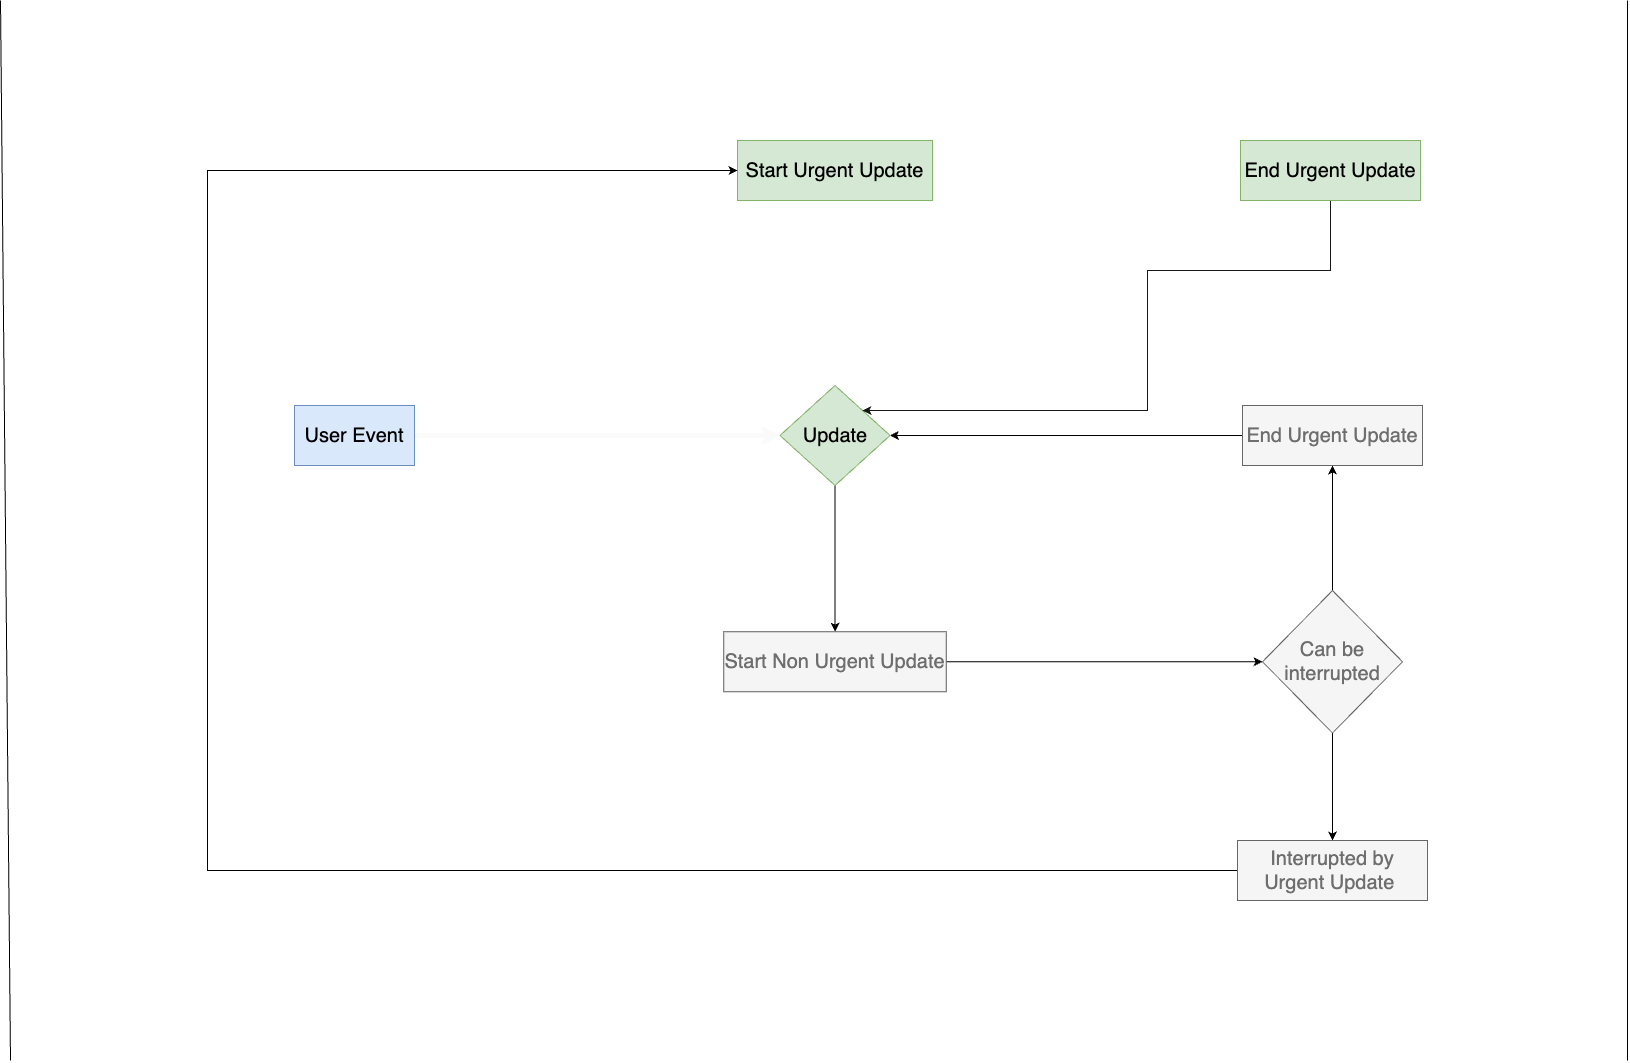 Start Urgent Update
End Urgent Update
User Event
Update
End Urgent Update
Start Non Urgent Update
Can be
interrupted
Interrupted by
Urgent Update